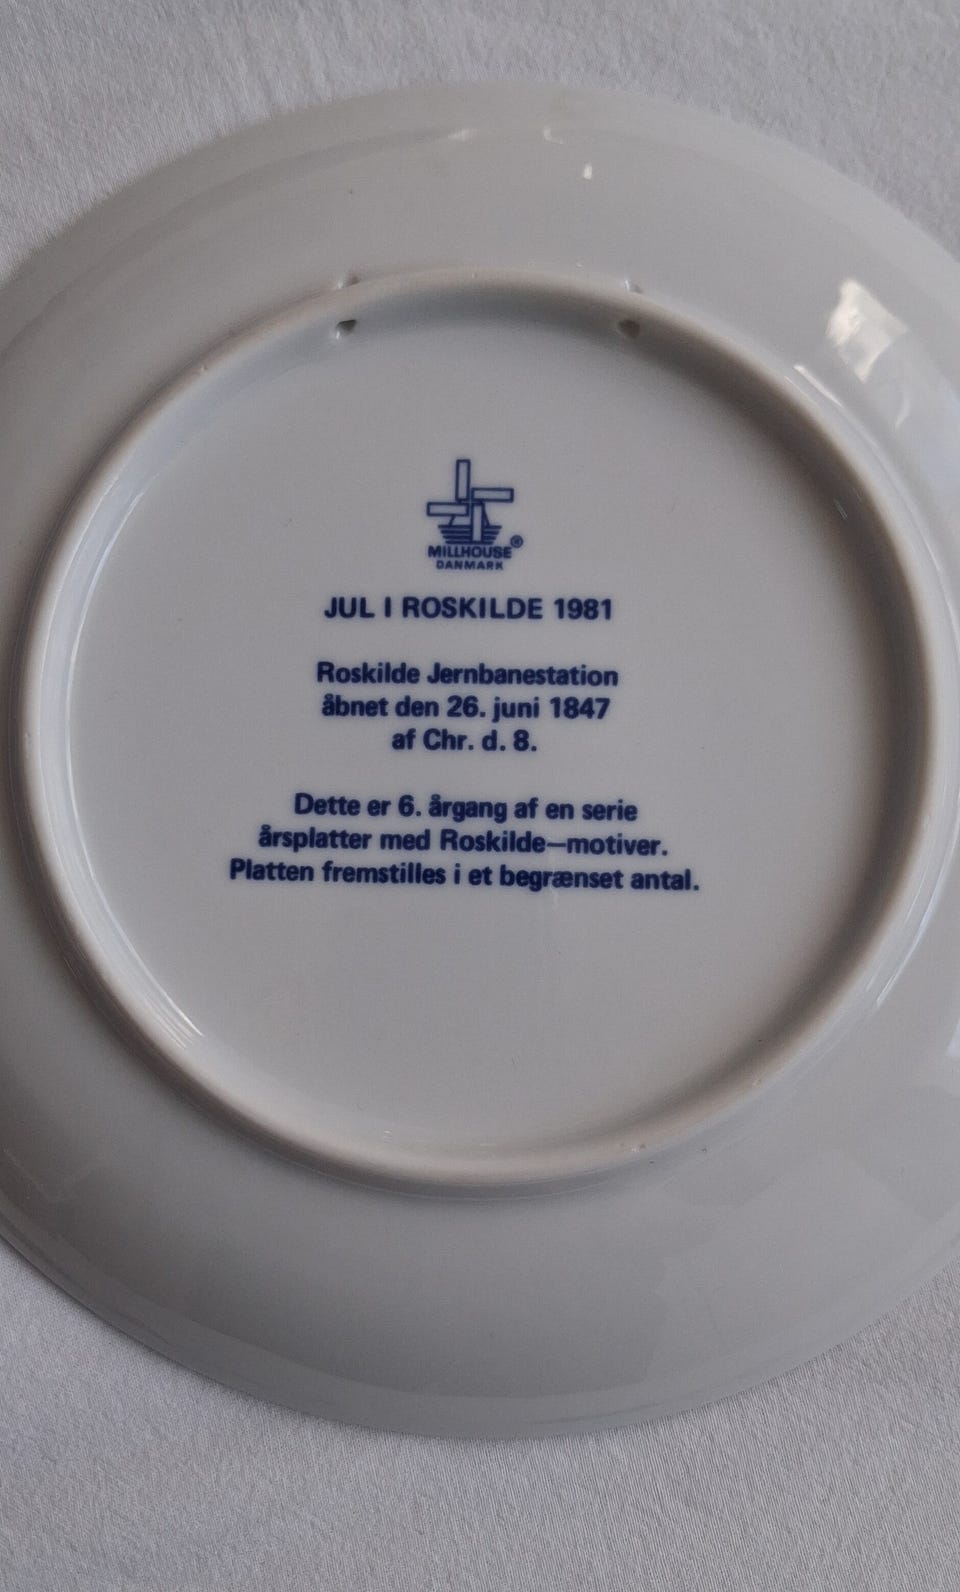 MILLHOUSE®
DANMARK
JUL I ROSKILDE 1981
Roskilde Jernbanestation
åbnet den 26. juni 1847
af Chr. d. 8.
Dette er 6. årgang af en serie
årsplatter med Roskilde—motiver.
Platten fremstilles i et begrænset antal.